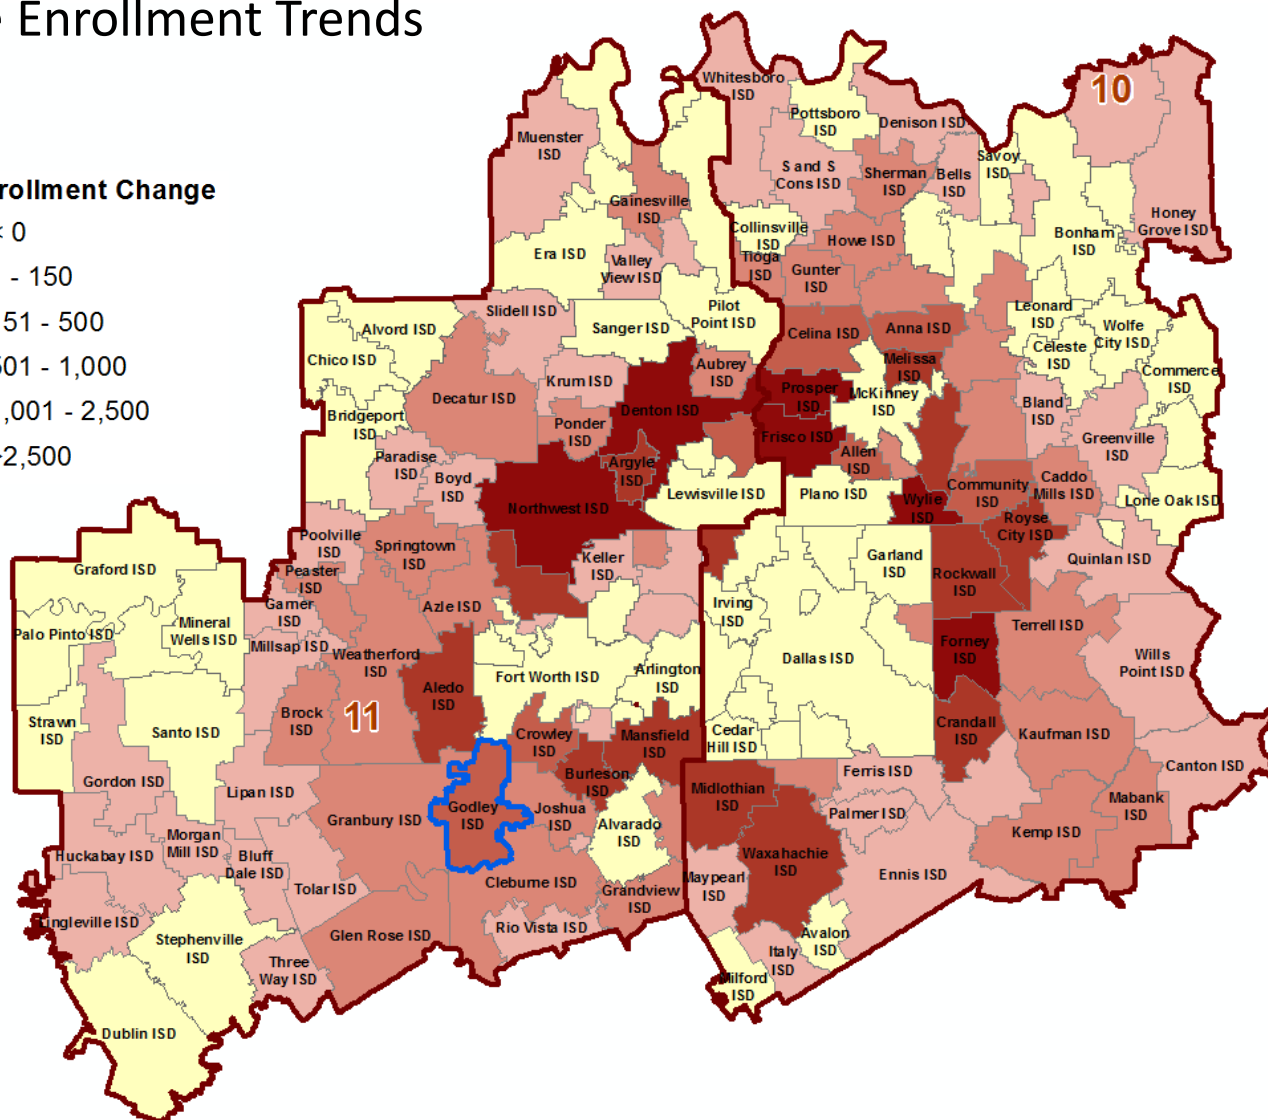 Enrollment Trends
rollment Change
< 0
- 150
51 - 500
501 - 1,000
,001 - 2,500
>2,500
10
11
Whitesboro
ISD
Pottsboro
ISD
Denison ISD
Muenster
ISD
S and S
Cons ISD
Sherman
ISD
Bells
ISD
Savoy
ISD
Gainesville
ISD
Collinsville
ISD
Honey
Grove ISD
Bonham
ISD
Era ISD
Valley
View ISD
Tioga
ISD
Howe ISD
Gunter
ISD
Slidell ISD
Alvord ISD
Sanger ISD
Pilot
Point ISD
Celina ISD
Anna ISD
Leonard
ISD
Wolfe
City ISD
Chico ISD
Celeste
ISD
Commerce
ISD
Krum ISD
Aubrey
ISD
Melissa
ISD
Decatur ISD
Denton ISD
Prosper
ISD
McKinney
ISD
Bland
ISD
Bridgeport
ISD
Ponder
ISD
Frisco ISD
Greenville
ISD
Paradise
ISD
Boyd
ISD
Argyle
ISD
Allen
ISD
Northwest ISD
Lewisville ISD
Plano ISD
Wylie
ISD
Community
ISD
Caddo
Mills ISD
Lone Oak ISD
Royse
City ISD
Poolville
ISD
Springtown
ISD
Keller
ISD
Garland
ISD
Quinlan ISD
Graford ISD
Peaster
ISD
Rockwall
ISD
Garner
ISD
Azle ISD
Irving
ISD
Palo Pinto ISD
Mineral
Wells ISD
Millsap ISD
Terrell ISD
Weatherford
ISD
Dallas ISD
Forney
ISD
Wills
Point ISD
Aledo
ISD
Fort Worth ISD
Arlington
ISD
Strawn
ISD
Santo ISD
Brock
ISD
Crowley
ISD
Mansfield
ISD
Cedar
Hill ISD
Crandall
ISD
Kaufman ISD
Gordon ISD
Lipan ISD
Burleson
ISD
Ferris ISD
Canton ISD
Midlothian
ISD
Granbury ISD
Godley
ISD
Joshua
ISD
Alvarado
ISD
Palmer ISD
Mabank
ISD
Kemp ISD
Morgan
Mill ISD
Huckabay ISD
Bluff
Dale ISD
Waxahachie
ISD
Tolar ISD
Cleburne ISD
Grandview
ISD
Maypearl
ISD
Ennis ISD
Lingleville ISD
Stephenville
ISD
Glen Rose ISD
Rio Vista ISD
Avalon
ISD
Three
Way ISD
Italy
ISD
Milford
ISD
Dublin ISD